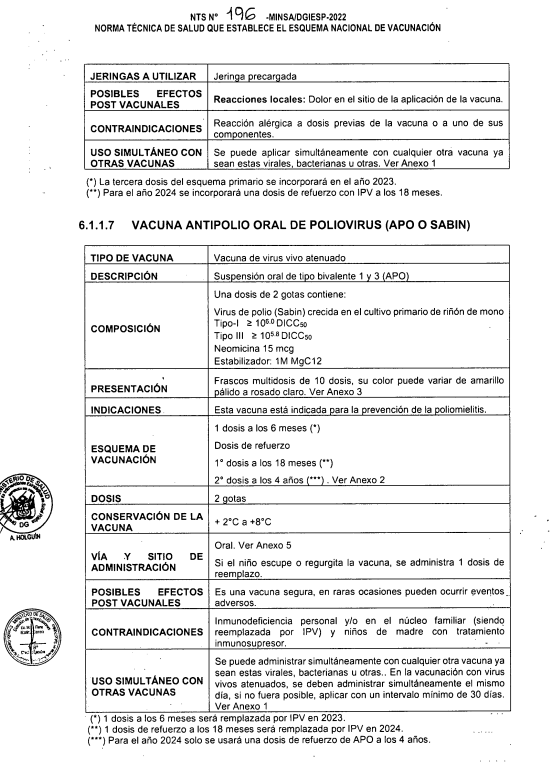 NTS N° 196 -MINSA/DGIESP-2022
NORMA TÉCNICA DE SALUD QUE ESTABLECE EL ESQUEMA NACIONAL DE VACUNACIÓN
JERINGAS A UTILIZAR Jeringa precargada
POSIBLES EFECTOS
POST VACUNALES
Reacciones locales: Dolor en el sitio de la aplicación de la vacuna.
CONTRAINDICACIONES
Reacción alérgica a dosis previas de la vacuna o a uno de sus
componentes.
USO SIMULTÁNEO CON
OTRAS VACUNAS
Se puede aplicar simultáneamente con cualquier otra vacuna ya
sean estas virales, bacterianas u otras. Ver Anexo 1
(*) La tercera dosis del esquema primario se incorporará en el año 2023.
(**) Para el año 2024 se incorporará una dosis de refuerzo con IPV a los 18 meses.
6.1.1.7 VACUNA ANTIPOLIO ORAL DE POLIOVIRUS (APO O SABIN)
TIPO DE VACUNA Vacuna de virus vivo atenuado
DESCRIPCIÓN Suspensión oral de tipo bivalente 1 y 3 (APO)
COMPOSICIÓN
Una dosis de 2 gotas contiene:
Virus de polio (Sabin) crecida en el cultivo primario de riñón de mono
Tipo-I ≥ 10⁶·⁰ DICC₅₀
Tipo III ≥ 10⁵·⁸ DICC₅₀
Neomicina 15 mcg
Estabilizador: 1M MgC12
PRESENTACIÓN
Frascos multidosis de 10 dosis, su color puede variar de amarillo
pálido a rosado claro. Ver Anexo 3
INDICACIONES Esta vacuna está indicada para la prevención de la poliomielitis.
ESQUEMA DE
VACUNACIÓN
1 dosis a los 6 meses (*)
Dosis de refuerzo
1° dosis a los 18 meses (**)
2° dosis a los 4 años (***) . Ver Anexo 2
DOSIS 2 gotas
CONSERVACIÓN DE LA
VACUNA
+ 2°C a +8°C
VÍA Y SITIO DE
ADMINISTRACIÓN
Oral. Ver Anexo 5
Si el niño escupe o regurgita la vacuna, se administra 1 dosis de
reemplazo.
POSIBLES EFECTOS
POST VACUNALES
Es una vacuna segura, en raras ocasiones pueden ocurrir eventos
adversos.
CONTRAINDICACIONES
Inmunodeficiencia personal y/o en el núcleo familiar (siendo
reemplazada por IPV) y niños de madre con tratamiento
inmunosupresor.
USO SIMULTÁNEO CON
OTRAS VACUNAS
Se puede administrar simultáneamente con cualquier otra vacuna ya
sean estas virales, bacterianas u otras.. En la vacunación con virus
vivos atenuados, se deben administrar simultáneamente el mismo
día, si no fuera posible, aplicar con un intervalo mínimo de 30 días.
Ver Anexo 1
(*) 1 dosis a los 6 meses será remplazada por IPV en 2023.
(**) 1 dosis de refuerzo a los 18 meses será remplazada por IPV en 2024.
(***) Para el año 2024 solo se usará una dosis de refuerzo de APO a los 4 años.
MINISTERIO DE SALUD
DG
A. HOLGUÍN